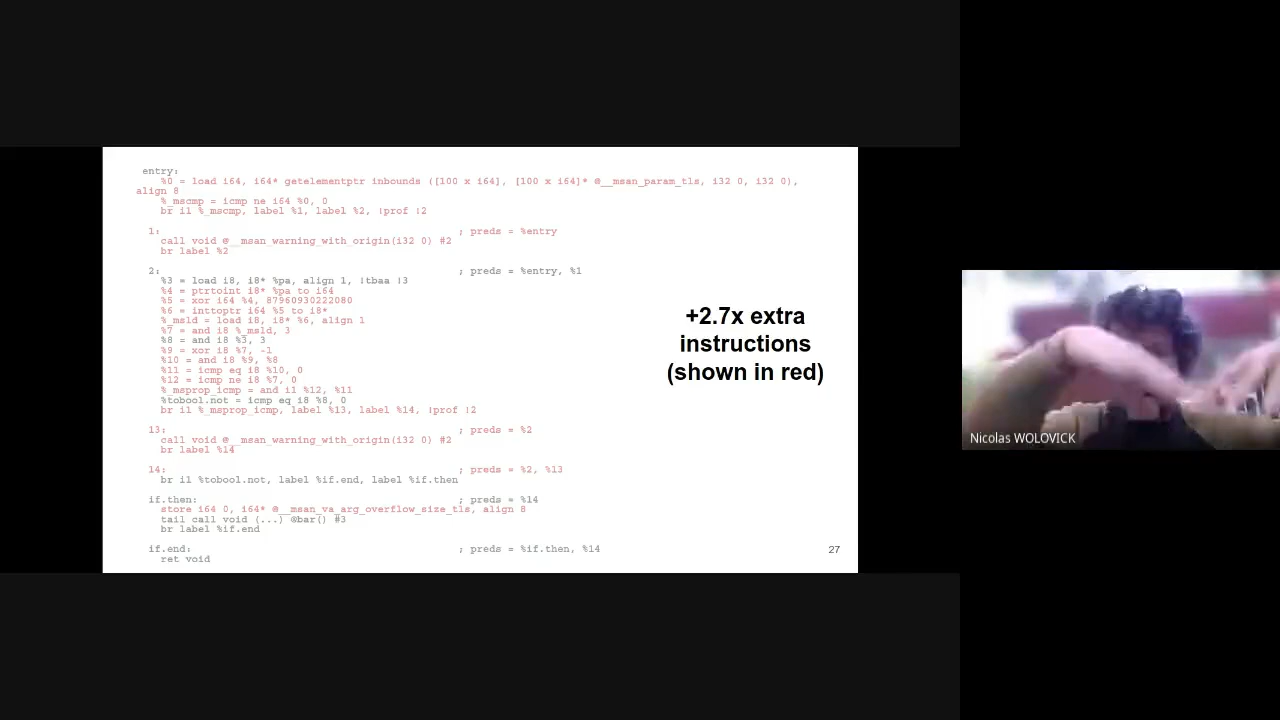 entry:
%0 = load i64, i64* getelementptr inbounds ([100 x i64], [100 x i64]* @__msan_param_tls, i32 0, i32 0),
align 8
%_mscmp = icmp ne i64 %0, 0
br i1 %_mscmp, label %1, label %2, !prof !2
1: ; preds = %entry
call void @__msan_warning_with_origin(i32 0) #2
br label %2
2: ; preds = %entry, %1
%3 = load i8, i8* %pa, align 1, !tbaa !3
%4 = ptrtoint i8* %pa to i64
%5 = xor i64 %4, 87960930222080
%6 = inttoptr i64 %5 to i8*
%_msld = load i8, i8* %6, align 1
%7 = and i8 %_msld, 3
%8 = and i8 %3, 3
%9 = xor i8 %7, -1
%10 = and i8 %9, %8
%11 = icmp eq i8 %10, 0
%12 = icmp ne i8 %7, 0
%_msprop_icmp = and i1 %12, %11
%tobool.not = icmp eq i8 %8, 0
br i1 %_msprop_icmp, label %13, label %14, !prof !2
13: ; preds = %2
call void @__msan_warning_with_origin(i32 0) #2
br label %14
14: ; preds = %2, %13
br i1 %tobool.not, label %if.end, label %if.then
if.then: ; preds = %14
store i64 0, i64* @__msan_va_arg_overflow_size_tls, align 8
tail call void (...) @bar() #3
br label %if.end
if.end: ; preds = %if.then, %14
ret void
+2.7x extra
instructions
(shown in red)
27
Nicolas WOLOVICK